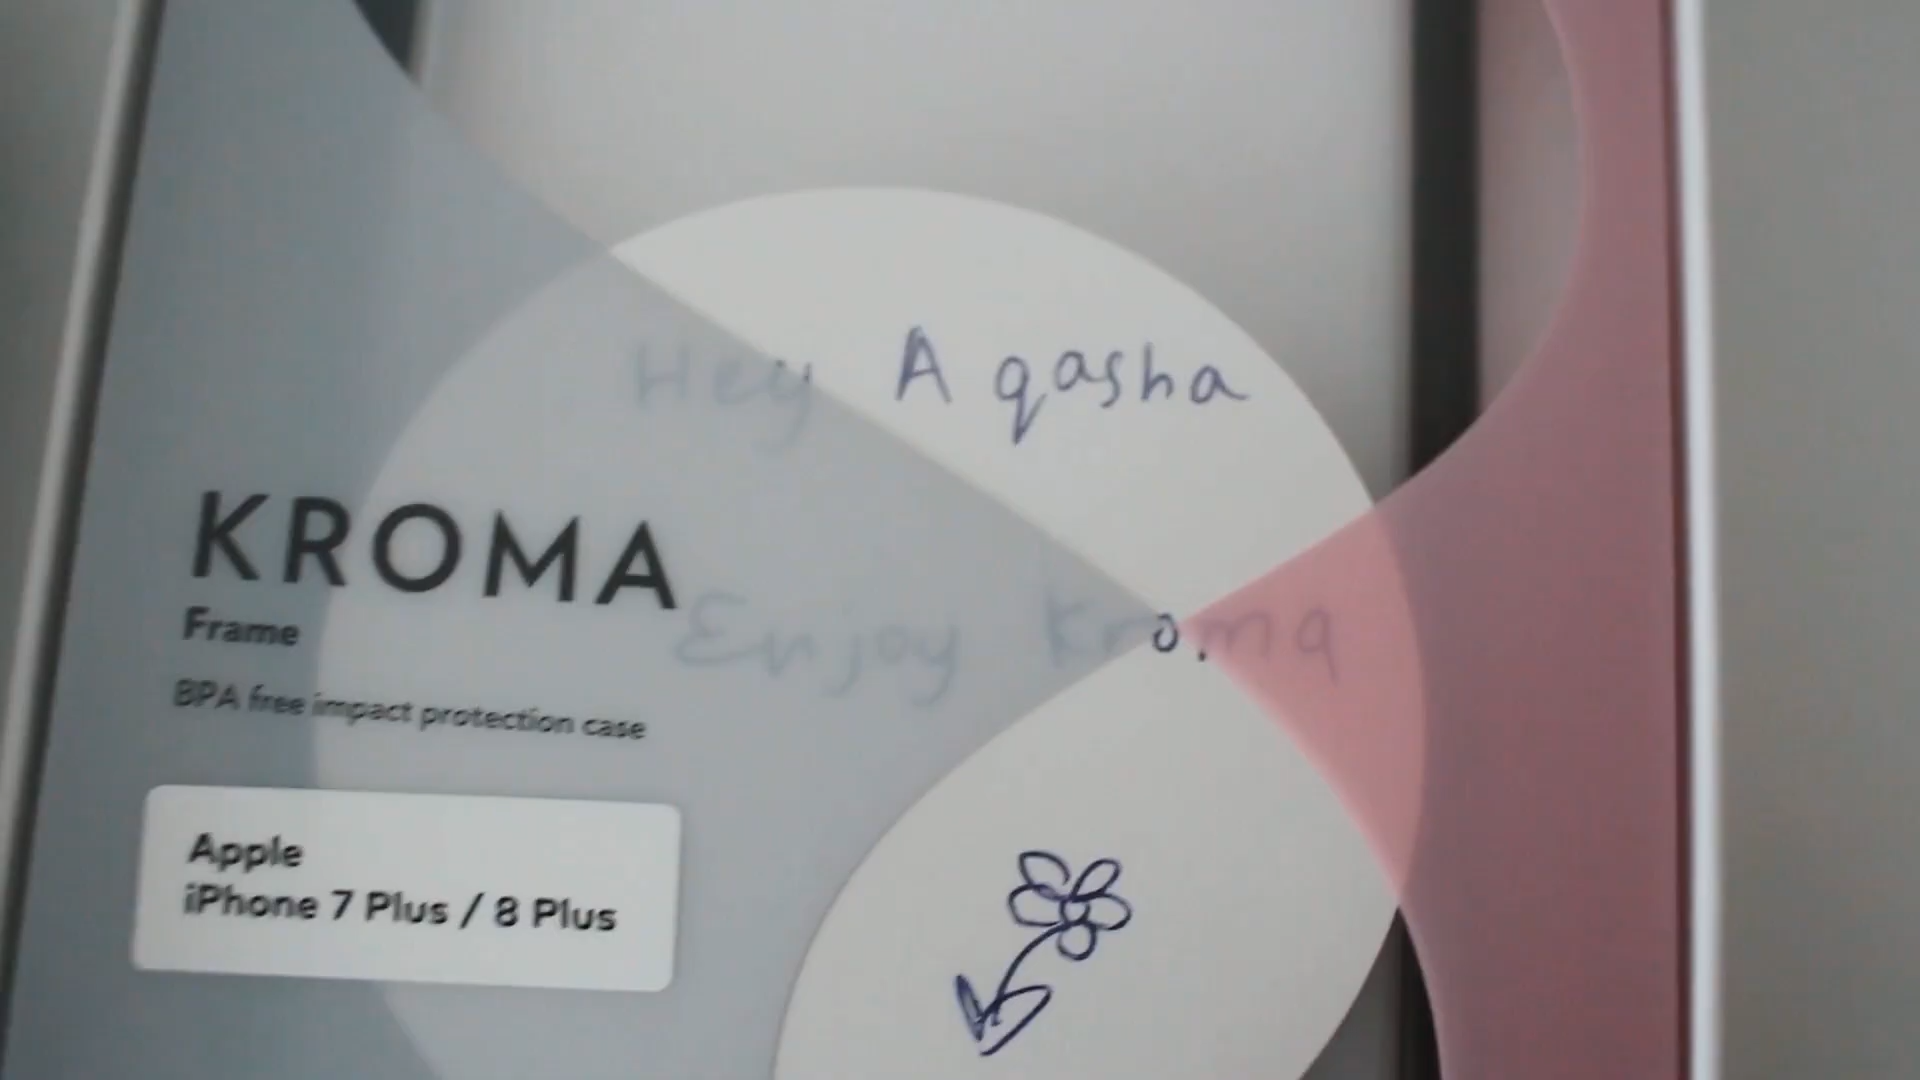 Hey Aqasha
KROMA
Enjoy Kroma
Frame
BPA free impact protection case
Apple
iPhone 7 Plus / 8 Plus